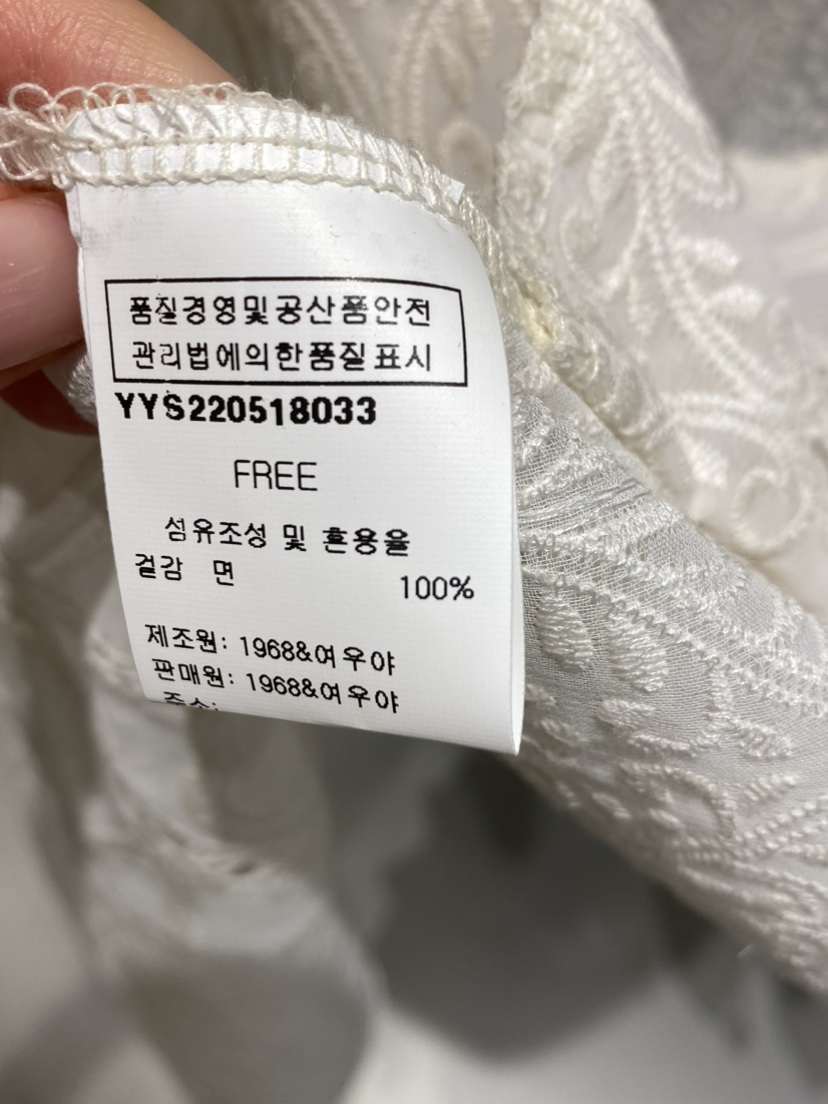 품질경영및공산품안전
관리법에의한품질표시
YYS220518033
FREE
섬유조성 및 혼용율
겉감 면 100%
제조원: 1968&여우야
판매원: 1968&여우야
주소: